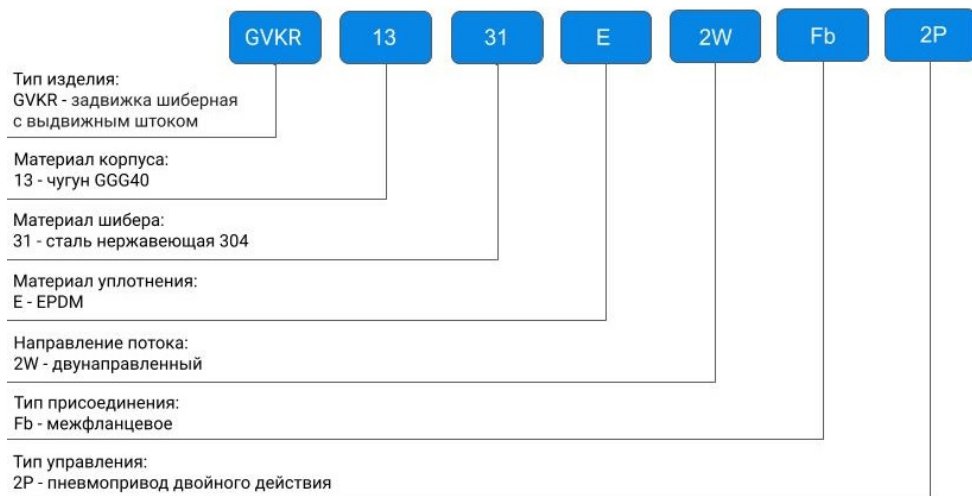 GVKR 13 31 E 2W Fb 2P
Тип изделия:
GVKR - задвижка шиберная
с выдвижным штоком
Материал корпуса:
13 - чугун GGG40
Материал шибера:
31 - сталь нержавеющая 304
Материал уплотнения:
E - EPDM
Направление потока:
2W - двунаправленный
Тип присоединения:
Fb - межфланцевое
Тип управления:
2P - пневмопривод двойного действия